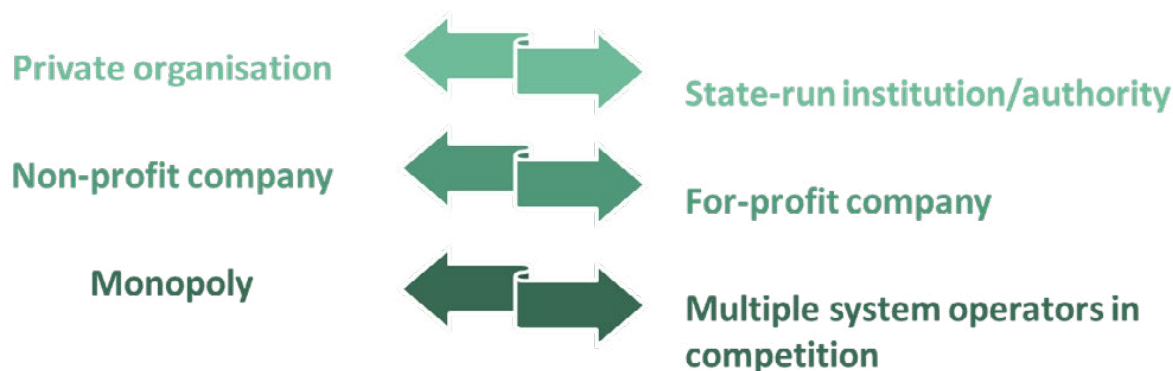 Private organisation
State-run institution/authority
Non-profit company
For-profit company
Monopoly
Multiple system operators in
competition